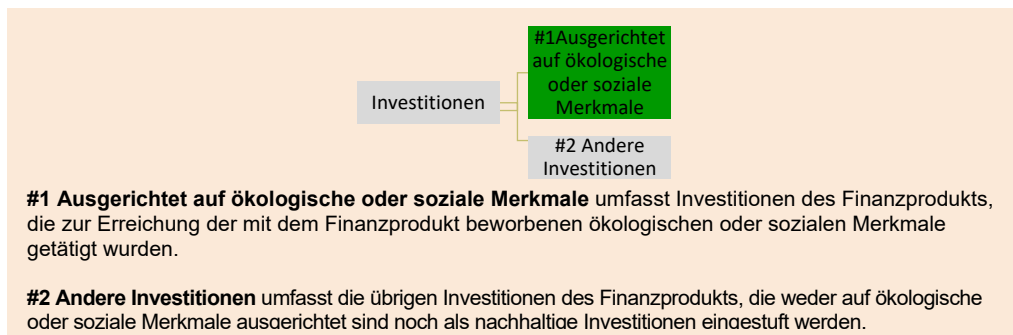 #1Ausgerichtet
auf ökologische
oder soziale
Merkmale
Investitionen
#2 Andere
Investitionen
#1 Ausgerichtet auf ökologische oder soziale Merkmale umfasst Investitionen des Finanzprodukts,
die zur Erreichung der mit dem Finanzprodukt beworbenen ökologischen oder sozialen Merkmale
getätigt wurden.
#2 Andere Investitionen umfasst die übrigen Investitionen des Finanzprodukts, die weder auf ökologische
oder soziale Merkmale ausgerichtet sind noch als nachhaltige Investitionen eingestuft werden.